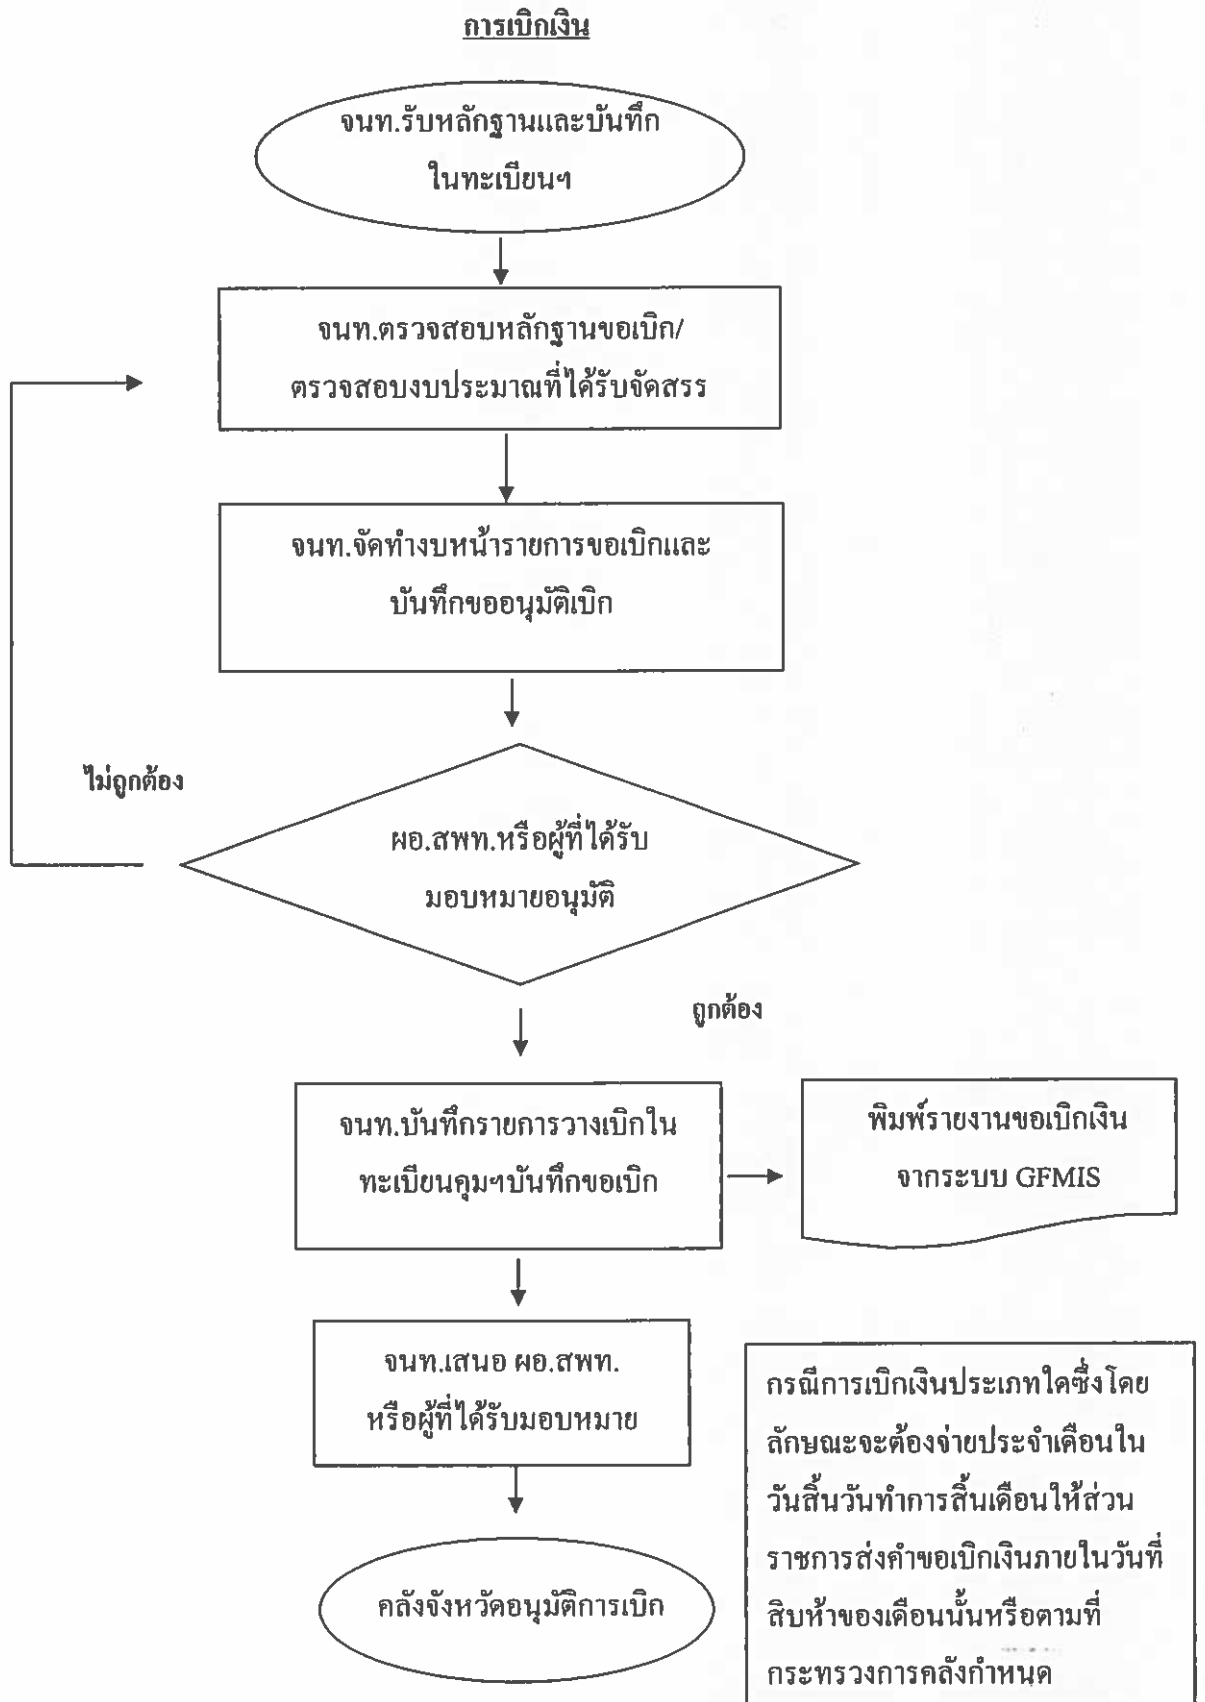 การเบิกเงิน
จนท.รับหลักฐานและบันทึก
ในทะเบียนฯ
จนท.ตรวจสอบหลักฐานขอเบิก/
ตรวจสอบงบประมาณที่ได้รับจัดสรร
จนท.จัดทำงบหน้ารายการขอเบิกและ
บันทึกขออนุมัติเบิก
ไม่ถูกต้อง
ผอ.สพท.หรือผู้ที่ได้รับ
มอบหมายอนุมัติ
ถูกต้อง
จนท.บันทึกรายการวางเบิกใน
ทะเบียนคุมฯบันทึกขอเบิก
พิมพ์รายงานขอเบิกเงิน
จากระบบ GFMIS
จนท.เสนอ ผอ.สพท.
หรือผู้ที่ได้รับมอบหมาย
คลังจังหวัดอนุมัติการเบิก
กรณีการเบิกเงินประเภทใดซึ่งโดย
ลักษณะจะต้องจ่ายประจำเดือนใน
วันสิ้นวันทำการสิ้นเดือนให้ส่วน
ราชการส่งคำขอเบิกเงินภายในวันที่
สิบห้าของเดือนนั้นหรือตามที่
กระทรวงการคลังกำหนด